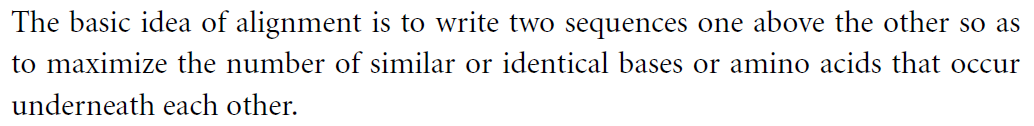 The basic idea of alignment is to write two sequences one above the other so as
to maximize the number of similar or identical bases or amino acids that occur
underneath each other.